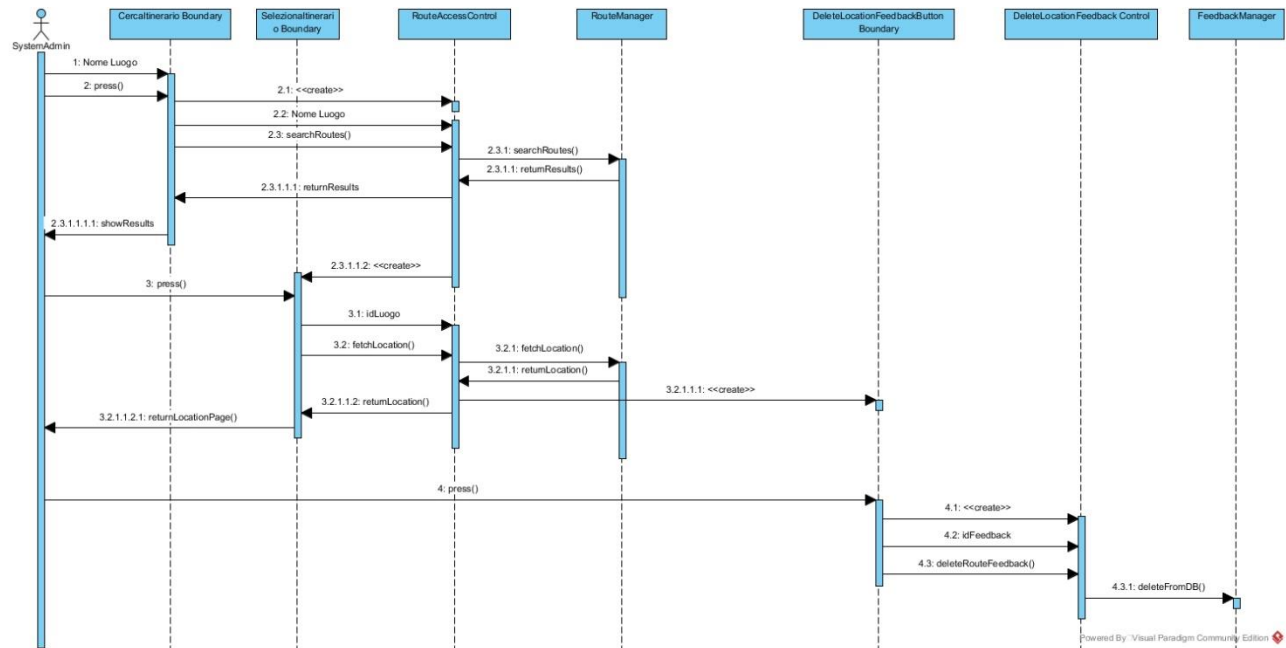 CercaItinerario Boundary
SelezionaItinerari
o Boundary
RouteAccessControl
RouteManager
DeleteLocationFeedbackButton
Boundary
DeleteLocationFeedback Control
FeedbackManager
SystemAdmin
1: Nome Luogo
2: press()
2.1: <<create>>
2.2: Nome Luogo
2.3: searchRoutes()
2.3.1: searchRoutes()
2.3.1.1: returnResults()
2.3.1.1.1: returnResults
2.3.1.1.1.1: showResults
2.3.1.1.2: <<create>>
3: press()
3.1: idLuogo
3.2: fetchLocation()
3.2.1: fetchLocation()
3.2.1.1: returnLocation()
3.2.1.1.1: <<create>>
3.2.1.1.2: returnLocation()
3.2.1.1.2.1: returnLocationPage()
4: press()
4.1: <<create>>
4.2: idFeedback
4.3: deleteRouteFeedback()
4.3.1: deleteFromDB()
Powered By Visual Paradigm Community Edition